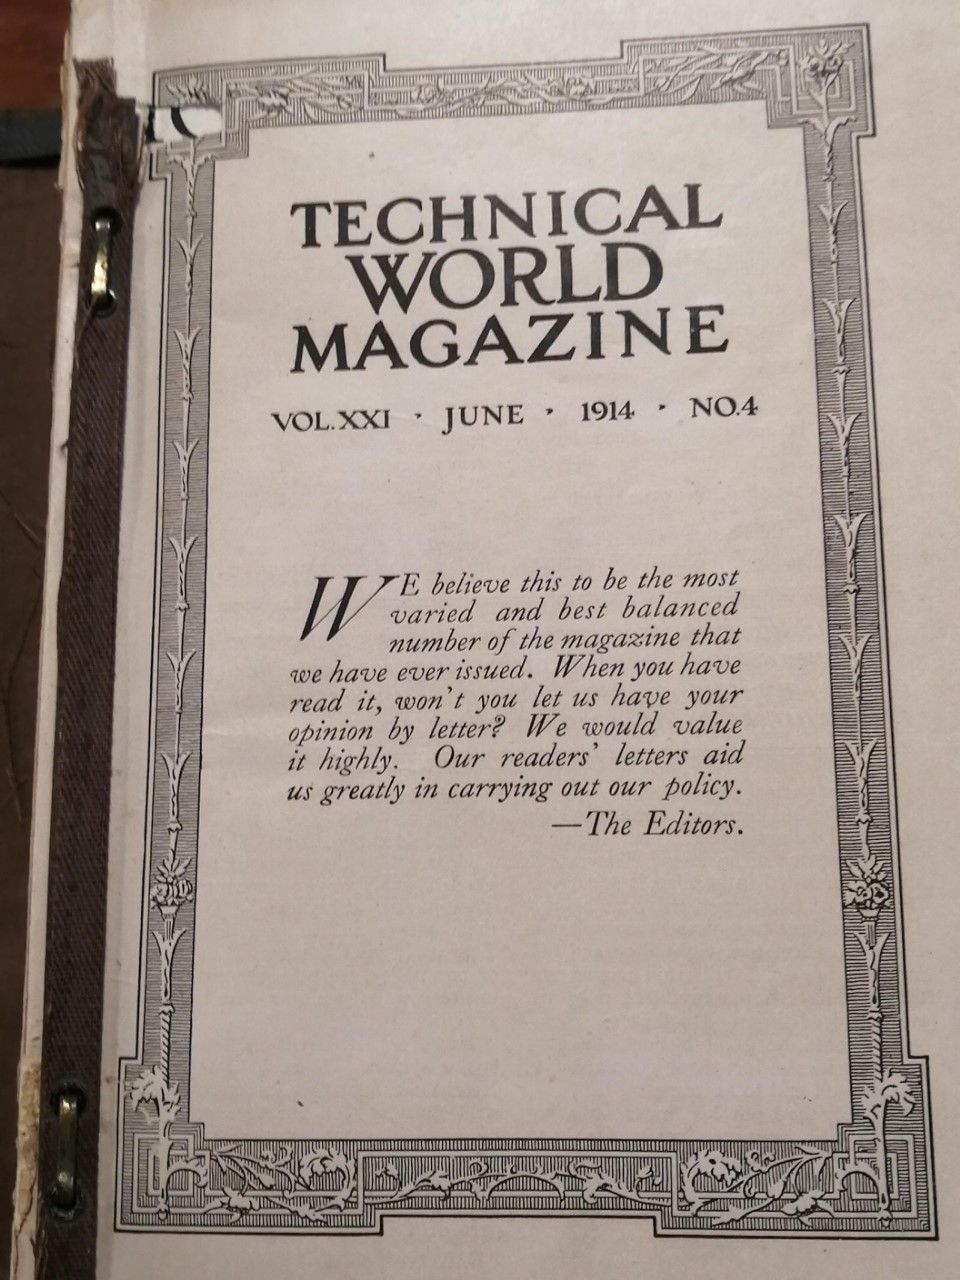 TECHNICAL
WORLD
MAGAZINE
VOL.XXI · JUNE · 1914 · NO.4
WE believe this to be the most
varied and best balanced
number of the magazine that
we have ever issued. When you have
read it, won't you let us have your
opinion by letter? We would value
it highly. Our readers' letters aid
us greatly in carrying out our policy.
—The Editors.